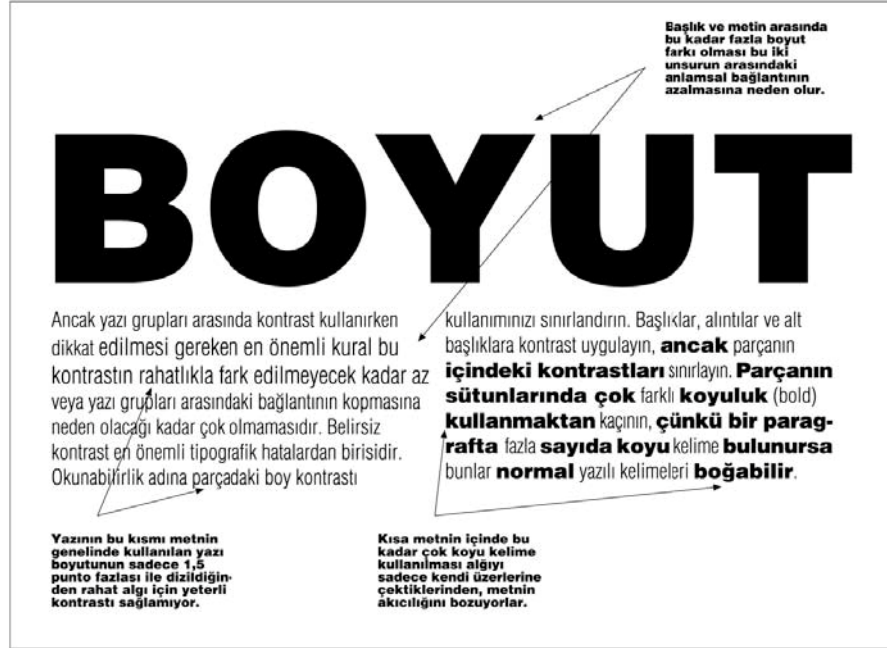 Başlık ve metin arasında
bu kadar fazla boyut
farkı olması bu iki
unsurun arasındaki
anlamsal bağlantının
azalmasına neden olur.
BOYUT
Ancak yazı grupları arasında kontrast kullanırken
dikkat edilmesi gereken en önemli kural bu
kontrastın rahatlıkla fark edilmeyecek kadar az
veya yazı grupları arasındaki bağlantının kopmasına
neden olacağı kadar çok olmamasıdır. Belirsiz
kontrast en önemli tipografik hatalardan birisidir.
Okunabilirlik adına parçadaki boy kontrastı
kullanımınızı sınırlandırın. Başlıklar, alıntılar ve alt
başlıklara kontrast uygulayın, ancak parçanın
içindeki kontrastları sınırlayın. Parçanın
sütunlarında çok farklı koyuluk (bold)
kullanmaktan kaçının, çünkü bir parag-
rafta fazla sayıda koyu kelime bulunursa
bunlar normal yazılı kelimeleri boğabilir.
Yazının bu kısmı metnin
genelinde kullanılan yazı
boyutunun sadece 1,5
punto fazlası ile dizildiğin-
den rahat algı için yeterli
kontrastı sağlamıyor.
Kısa metnin içinde bu
kadar çok koyu kelime
kullanılması alğıyı
sadece kendi üzerlerine
çektiklerinden, metnin
akıcılığını bozuyorlar.